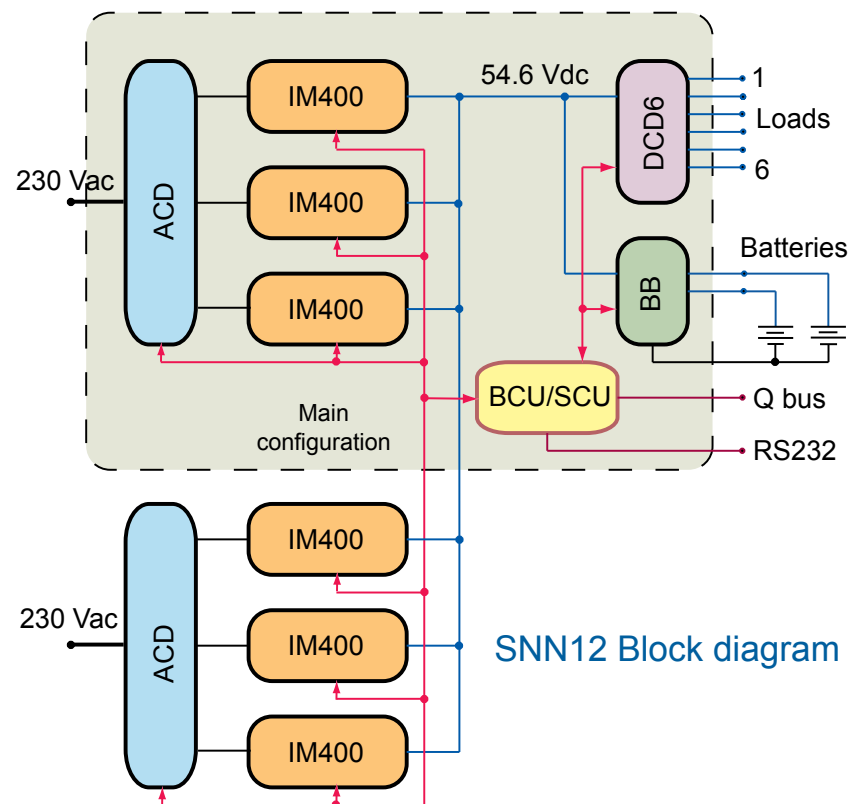 IM400
54.6 Vdc
1
DCD6
Loads
6
230 Vac
ACD
IM400
IM400
Batteries
BB
BCU/SCU
Q bus
RS232
Main
configuration
IM400
230 Vac
ACD
IM400
SNN12 Block diagram
IM400